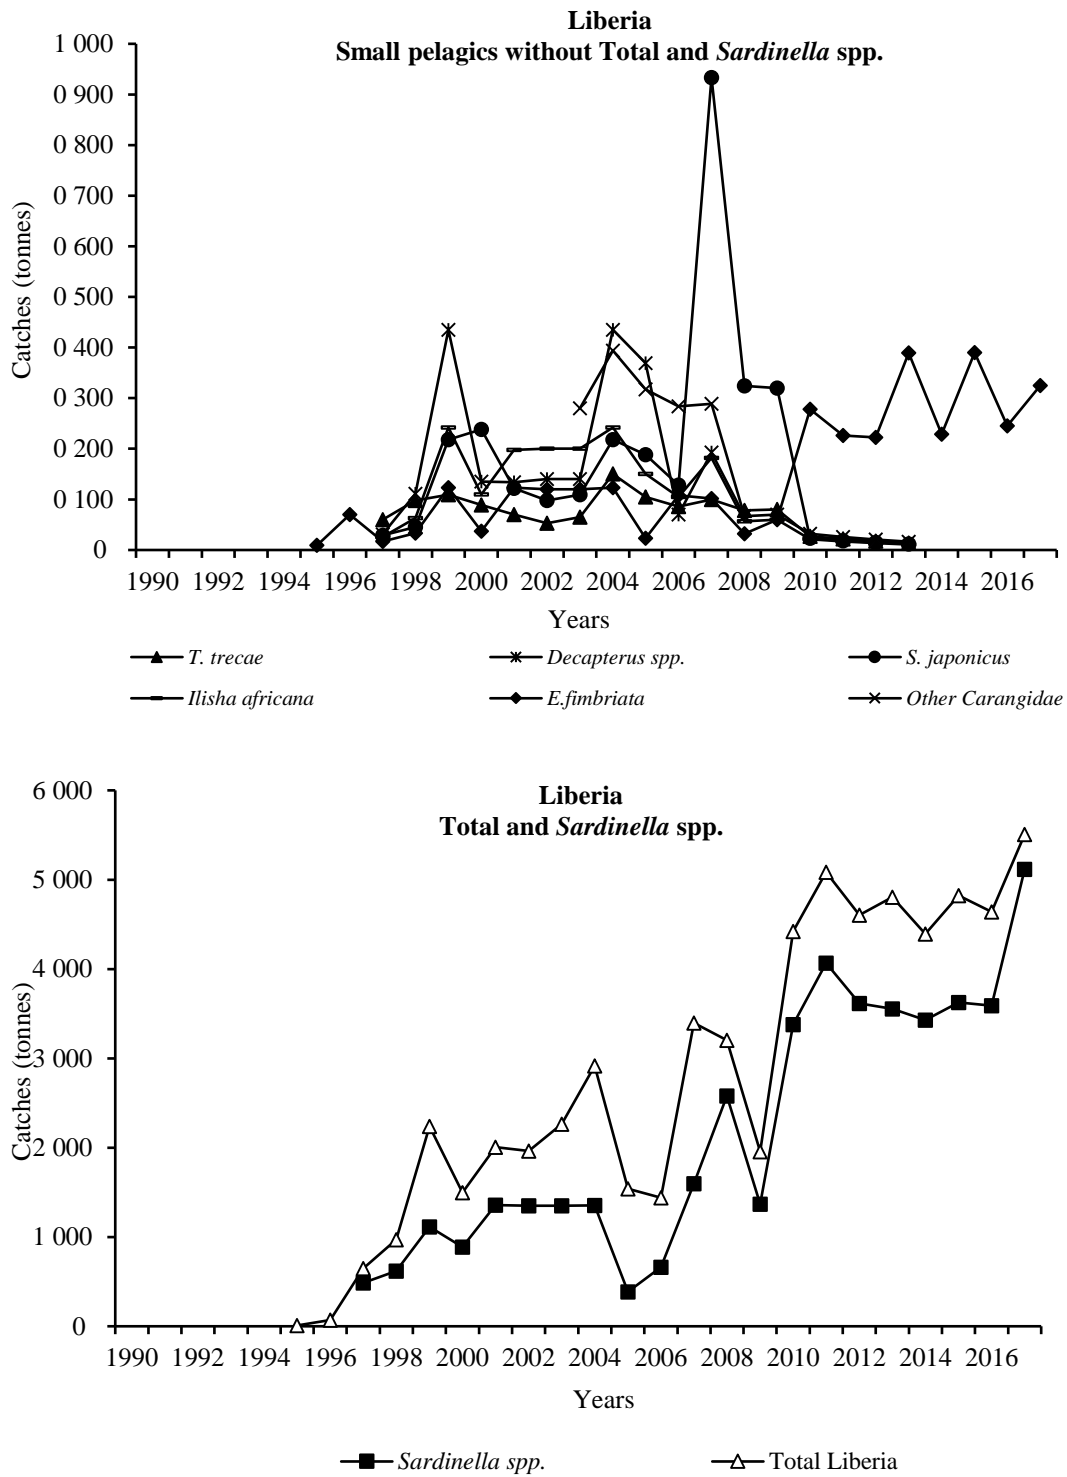 Liberia
Small pelagics without Total and Sardinella spp.
1 000
0 900
0 800
0 700
0 600
0 500
0 400
0 300
0 200
0 100
0
Catches (tonnes)
1990 1992 1994 1996 1998 2000 2002 2004 2006 2008 2010 2012 2014 2016
Years
T. trecae Decapterus spp. S. japonicus
Ilisha africana E.fimbriata Other Carangidae
Liberia
Total and Sardinella spp.
6 000
5 000
4 000
3 000
2 000
1 000
0
Catches (tonnes)
1990 1992 1994 1996 1998 2000 2002 2004 2006 2008 2010 2012 2014 2016
Years
Sardinella spp. Total Liberia